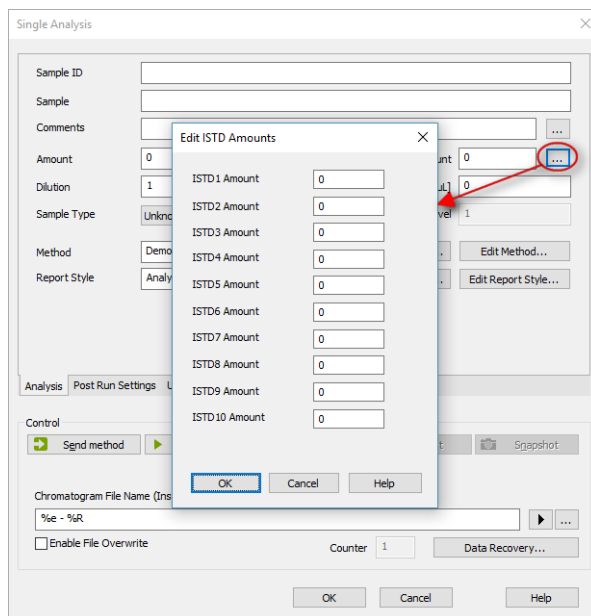 Single Analysis
Sample ID
Sample
Comments
...
Amount 0 unt 0 ...
Dilution 1 uL] 0
Sample Type Unkno vel 1
Method Demo . Edit Method...
Report Style Analy . Edit Report Style...
Edit ISTD Amounts
ISTD1 Amount 0
ISTD2 Amount 0
ISTD3 Amount 0
ISTD4 Amount 0
ISTD5 Amount 0
ISTD6 Amount 0
ISTD7 Amount 0
ISTD8 Amount 0
ISTD9 Amount 0
ISTD10 Amount 0
OK Cancel Help
Analysis Post Run Settings U
Control
Send method t Snapshot
Chromatogram File Name (Ins
%e - %R ...
Enable File Overwrite Counter 1 Data Recovery...
OK Cancel Help